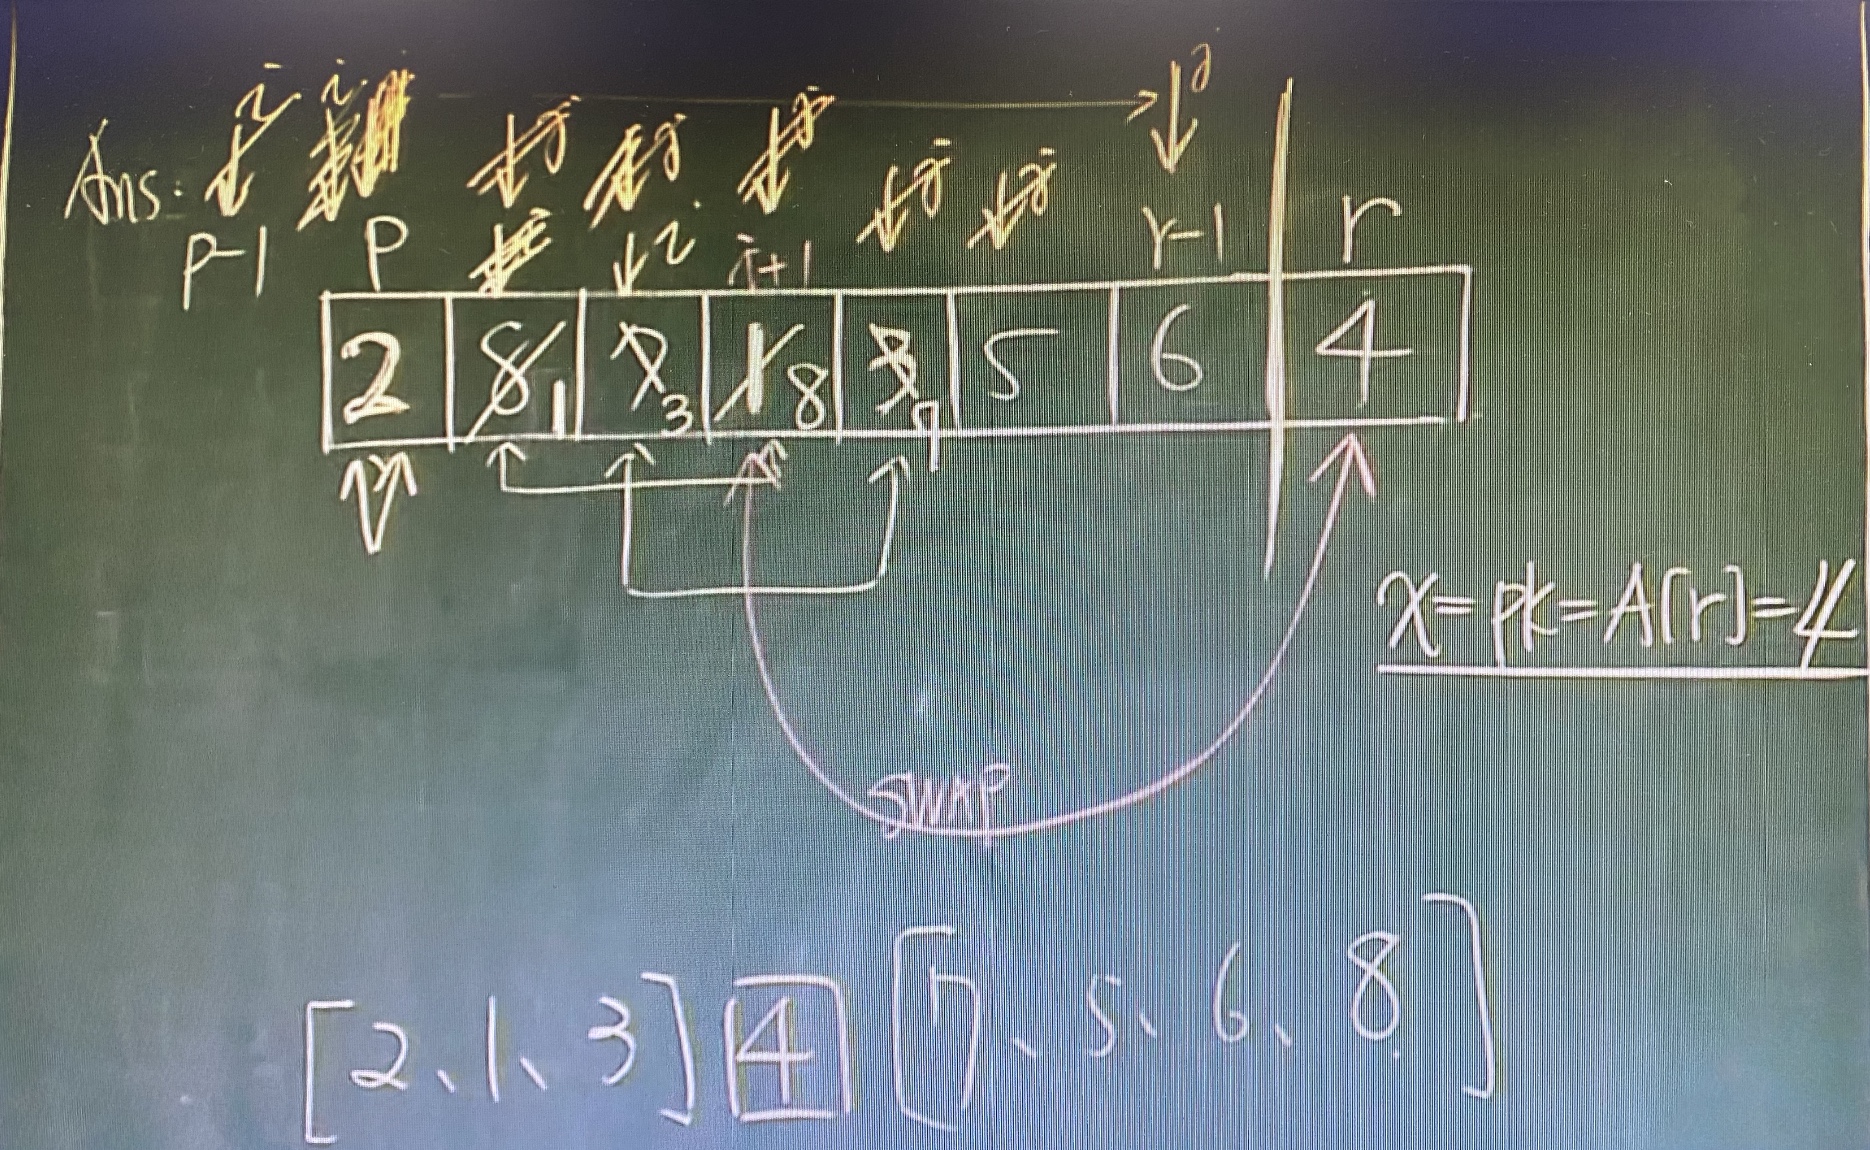 j
i i
Ans: j j j j j
p-1 p i i+1 r-1 r
2 8 1 7 3 1 8 3 7 5 6 4
x=pk=A[r]=4
SWAP
[2、1、3] 4 [7、5、6、8]